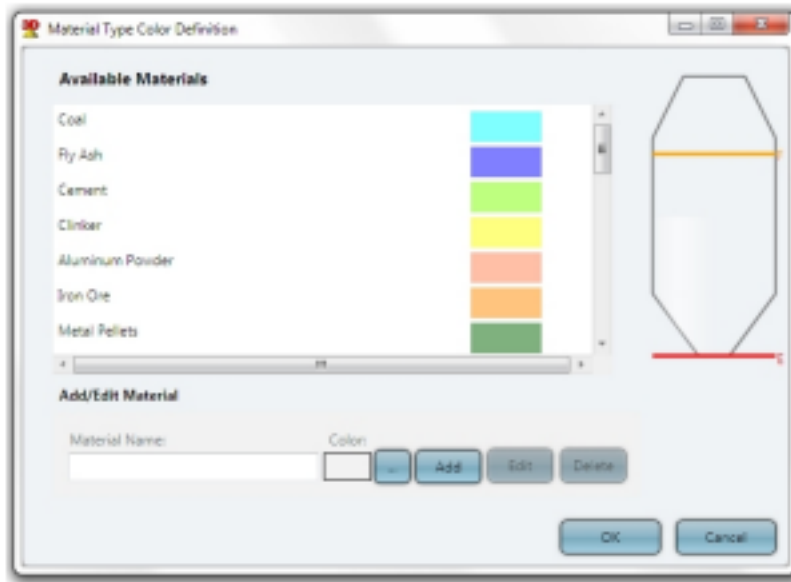 Material Type Color Definition
Available Materials
Coal
Fly Ash
Cement
Clinker
Aluminum Powder
Iron Ore
Metal Pellets
Add/Edit Material
Material Name: Color:
... Add Edit Delete
OK Cancel